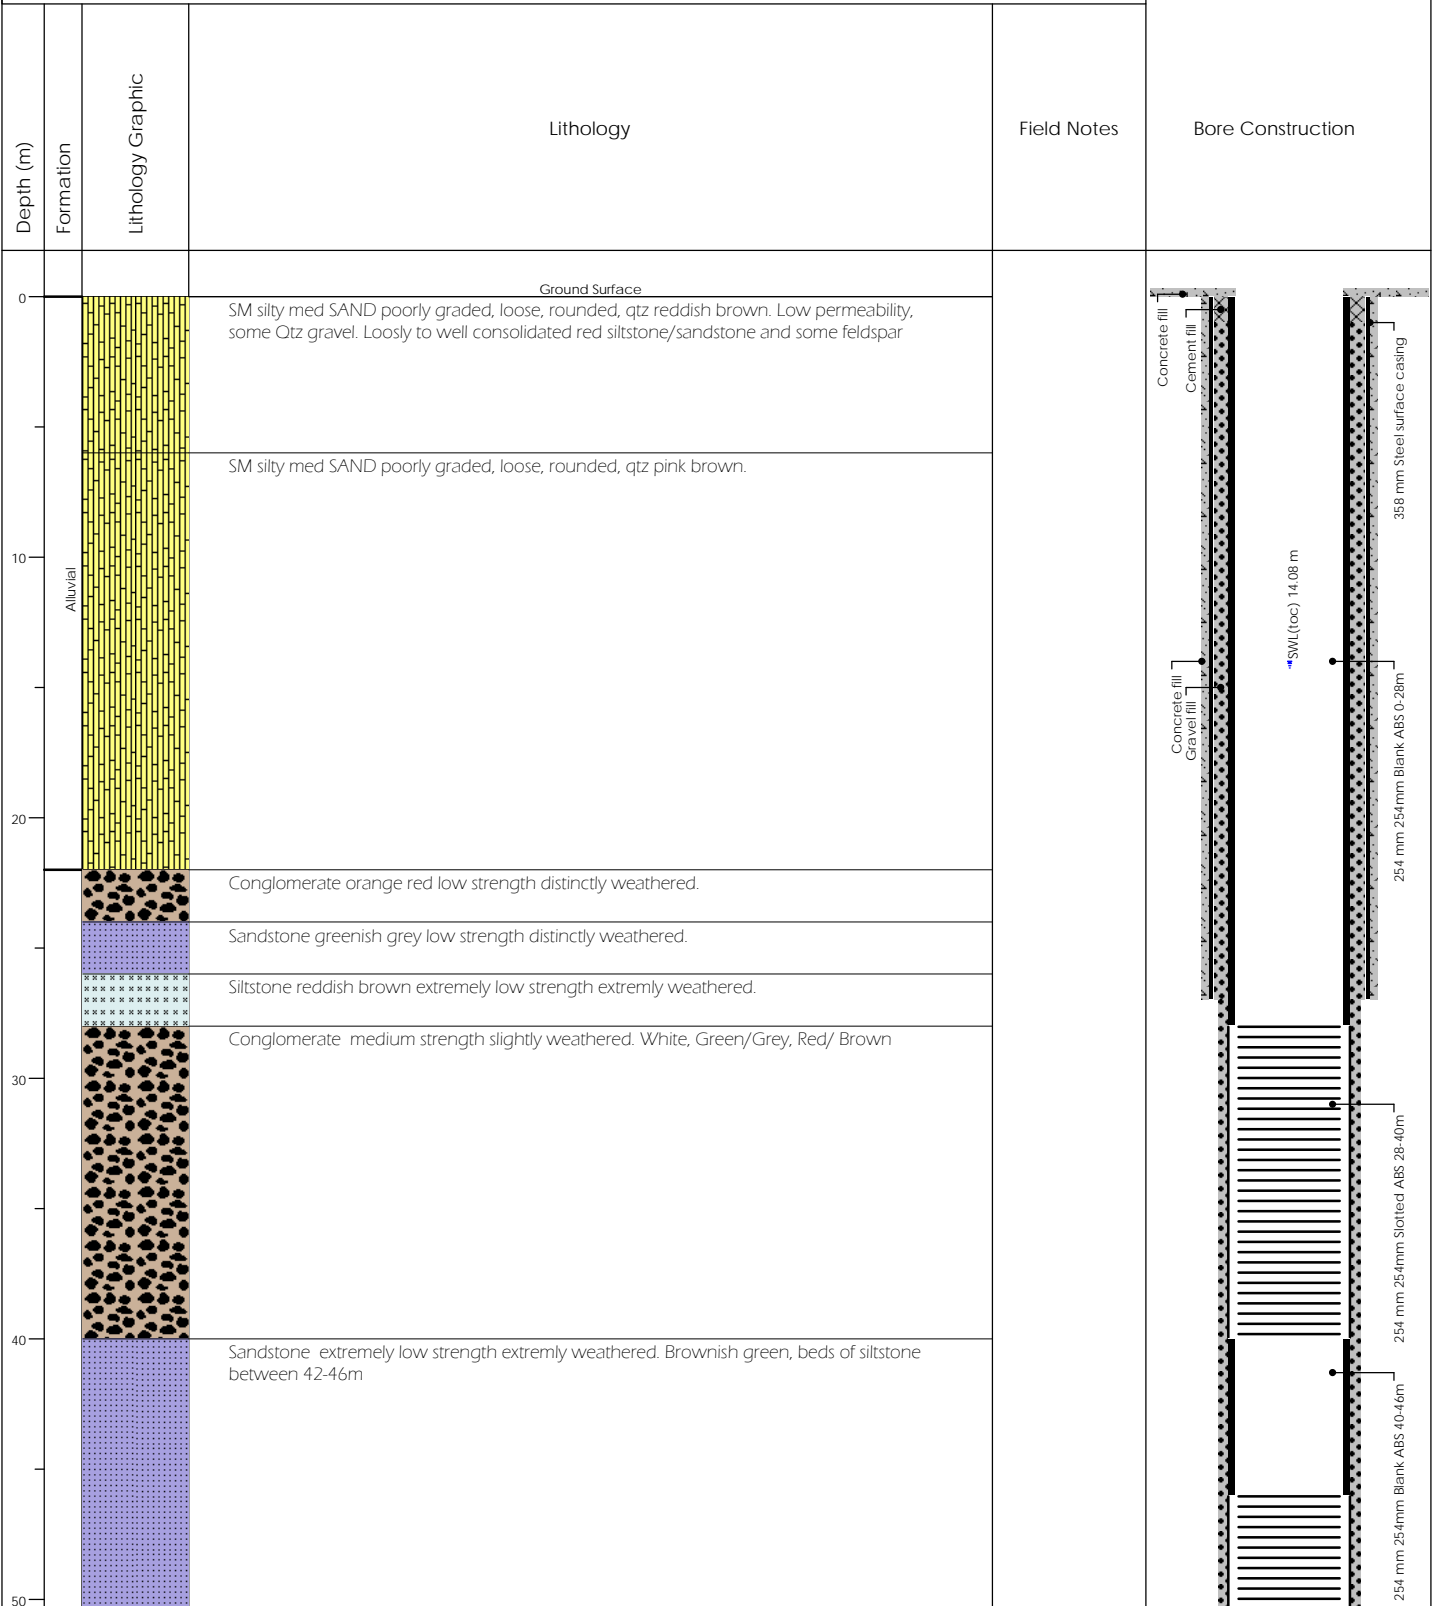 Depth (m)
Formation
Lithology Graphic
Lithology
Field Notes
Bore Construction
Ground Surface
0
SM silty med SAND poorly graded, loose, rounded, qtz reddish brown. Low permeability,
some Qtz gravel. Loosly to well consolidated red siltstone/sandstone and some feldspar
Concrete fill
Cement fill
358 mm Steel surface casing
SM silty med SAND poorly graded, loose, rounded, qtz pink brown.
10
Alluvial
SWL(toc) 14.08 m
Concrete fill
Gravel fill
254 mm 254mm Blank ABS 0-28m
20
Conglomerate orange red low strength distinctly weathered.
Sandstone greenish grey low strength distinctly weathered.
Siltstone reddish brown extremely low strength extremly weathered.
Conglomerate  medium strength slightly weathered. White, Green/Grey, Red/ Brown
30
254 mm 254mm Slotted ABS 28-40m
40
Sandstone  extremely low strength extremly weathered. Brownish green, beds of siltstone
between 42-46m
254 mm 254mm Blank ABS 40-46m
50